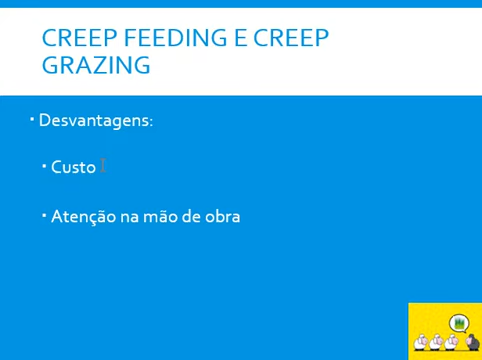 CREEP FEEDING E CREEP
GRAZING
Desvantagens:
Custo
Atenção na mão de obra